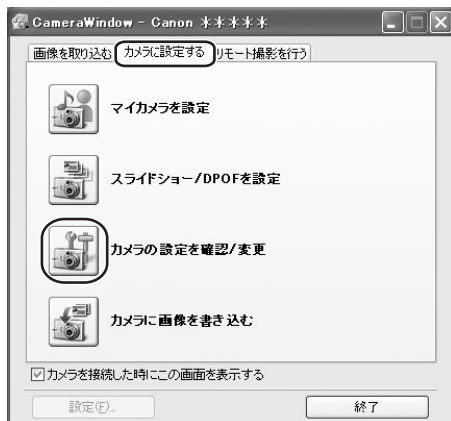 CameraWindow - Canon *****
画像を取り込む カメラに設定する リモート撮影を行う
マイカメラを設定
スライドショー/DPOFを設定
カメラの設定を確認/変更
カメラに画像を書き込む
カメラを接続した時にこの画面を表示する
設定(F)... 終了